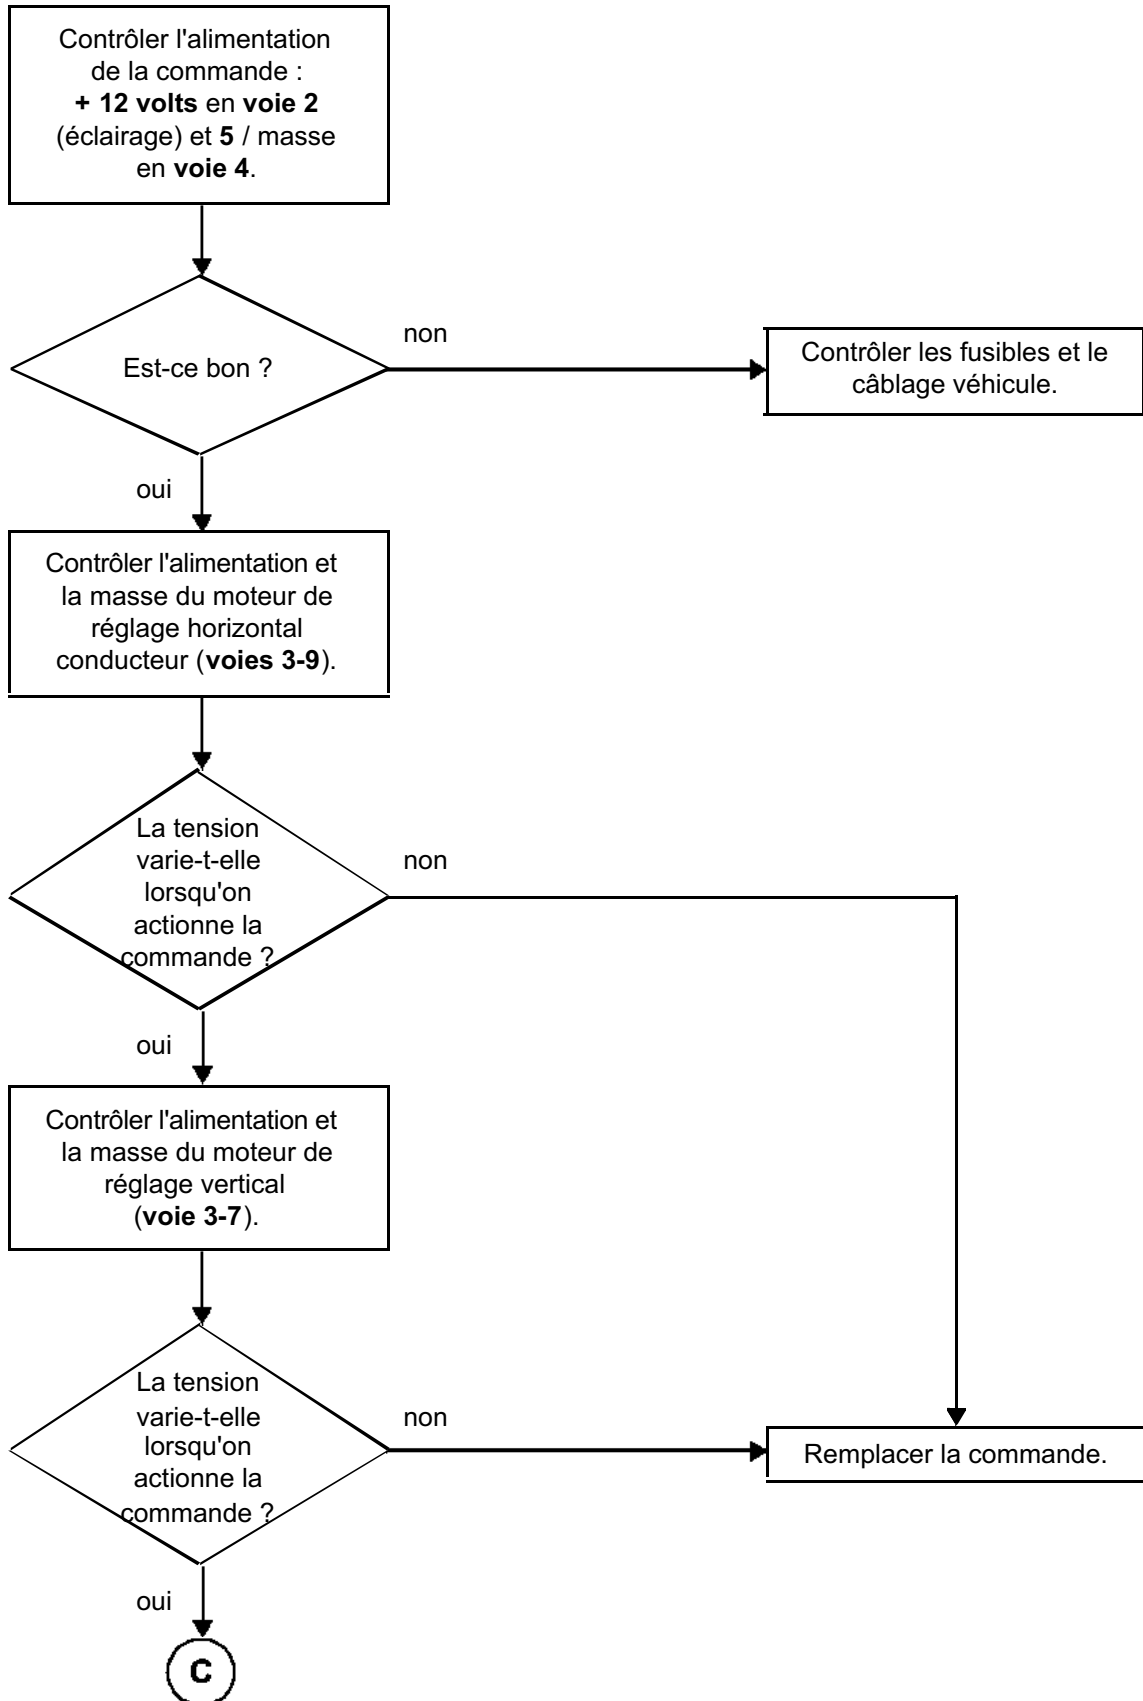 Contrôler l'alimentation
de la commande :
+ 12 volts en voie 2
(éclairage) et 5 / masse
en voie 4.
Est-ce bon ?
non
Contrôler les fusibles et le
câblage véhicule.
oui
Contrôler l'alimentation et
la masse du moteur de
réglage horizontal
conducteur (voies 3-9).
La tension
varie-t-elle
lorsqu'on
actionne la
commande ?
non
oui
Contrôler l'alimentation et
la masse du moteur de
réglage vertical
(voie 3-7).
La tension
varie-t-elle
lorsqu'on
actionne la
commande ?
non
Remplacer la commande.
oui
C